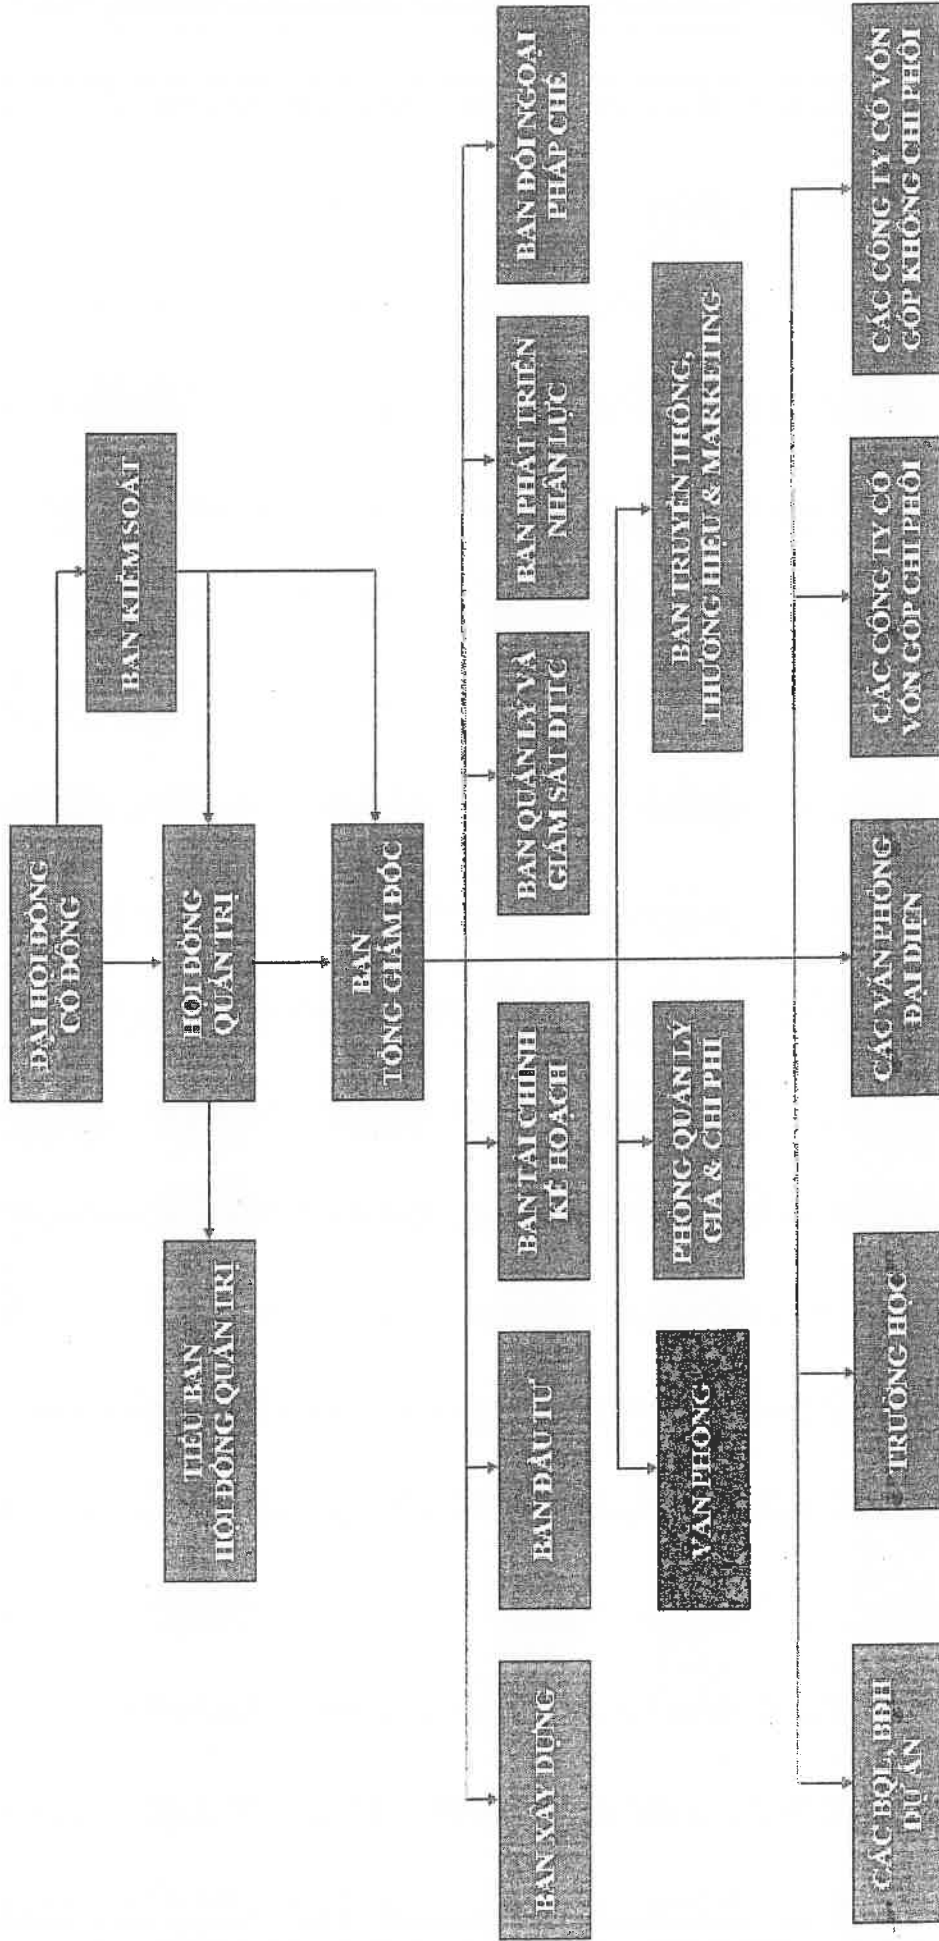 ĐẠI HỘI ĐỒNG
CỔ ĐÔNG
BAN KIỂM SOÁT
TIỂU BAN
HỘI ĐỒNG QUẢN TRỊ
HỘI ĐỒNG
QUẢN TRỊ
BAN
TỔNG GIÁM ĐỐC
BAN XÂY DỰNG
BAN ĐẦU TƯ
BAN TÀI CHÍNH
KẾ HOẠCH
BAN QUẢN LÝ VÀ
GIÁM SÁT ĐTTC
BAN PHÁT TRIỂN
NHÂN LỰC
BAN ĐỐI NGOẠI
PHÁP CHẾ
VĂN PHÒNG
PHÒNG QUẢN LÝ
GIÁ & CHI PHÍ
BAN TRUYỀN THÔNG,
THƯƠNG HIỆU & MARKETING
CÁC BQL, BĐH
DỰ ÁN
TRƯỜNG HỌC
CÁC VĂN PHÒNG
ĐẠI DIỆN
CÁC CÔNG TY CÓ
VỐN GÓP CHI PHỐI
CÁC CÔNG TY CÓ VỐN
GÓP KHÔNG CHI PHỐI